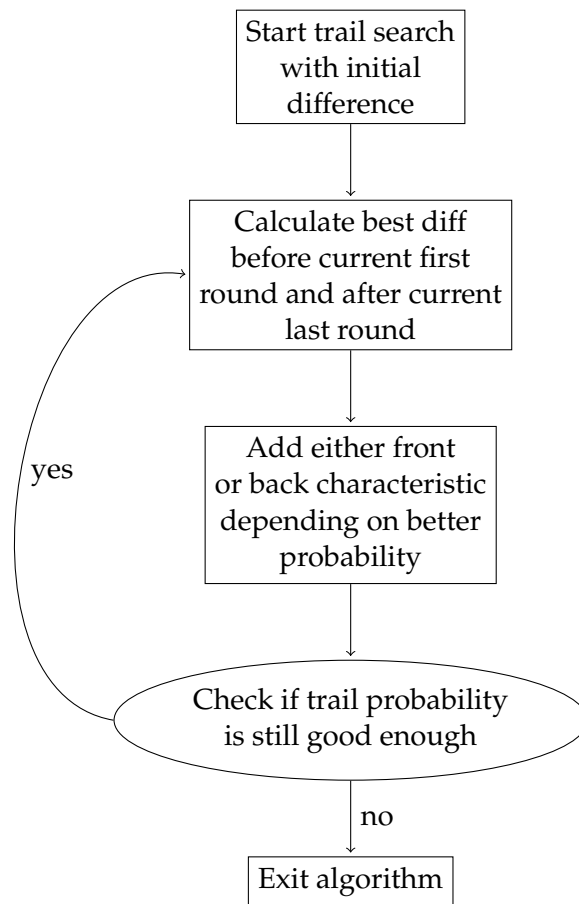 Start trail search
with initial
difference
Calculate best diff
before current first
round and after current
last round
Add either front
or back characteristic
depending on better
probability
yes
Check if trail probability
is still good enough
no
Exit algorithm